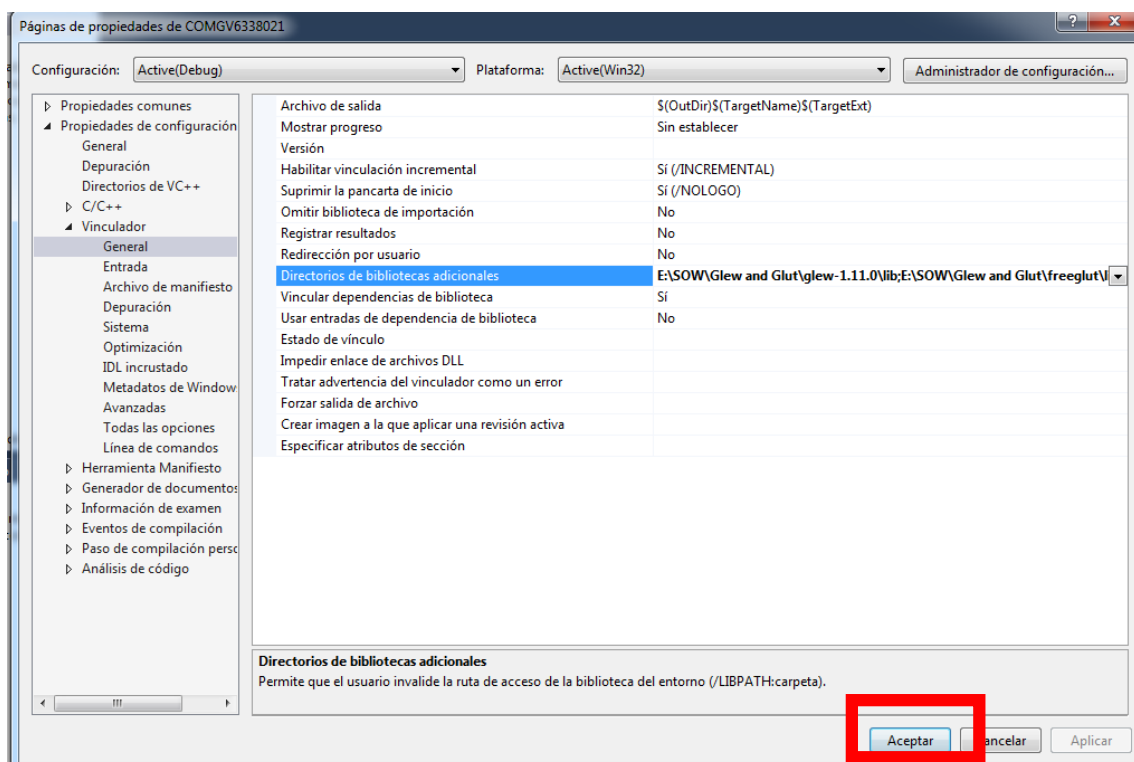 Páginas de propiedades de COMGV6338021
Configuración: Active(Debug) Plataforma: Active(Win32) Administrador de configuración...
Propiedades comunes
Propiedades de configuración
General
Depuración
Directorios de VC++
C/C++
Vinculador
General
Entrada
Archivo de manifiesto
Depuración
Sistema
Optimización
IDL incrustado
Metadatos de Window
Avanzadas
Todas las opciones
Línea de comandos
Herramienta Manifiesto
Generador de documentos
Información de examen
Eventos de compilación
Paso de compilación perso
Análisis de código
Archivo de salida $(OutDir)$(TargetName)$(TargetExt)
Mostrar progreso Sin establecer
Versión
Habilitar vinculación incremental Sí (/INCREMENTAL)
Suprimir la pancarta de inicio Sí (/NOLOGO)
Omitir biblioteca de importación No
Registrar resultados No
Redirección por usuario No
Directorios de bibliotecas adicionales E:\SOW\Glew and Glut\glew-1.11.0\lib;E:\SOW\Glew and Glut\freeglut\l
Vincular dependencias de biblioteca Sí
Usar entradas de dependencia de biblioteca No
Estado de vínculo
Impedir enlace de archivos DLL
Tratar advertencia del vinculador como un error
Forzar salida de archivo
Crear imagen a la que aplicar una revisión activa
Especificar atributos de sección
Directorios de bibliotecas adicionales
Permite que el usuario invalide la ruta de acceso de la biblioteca del entorno (/LIBPATH:carpeta).
Aceptar ancelar Aplicar